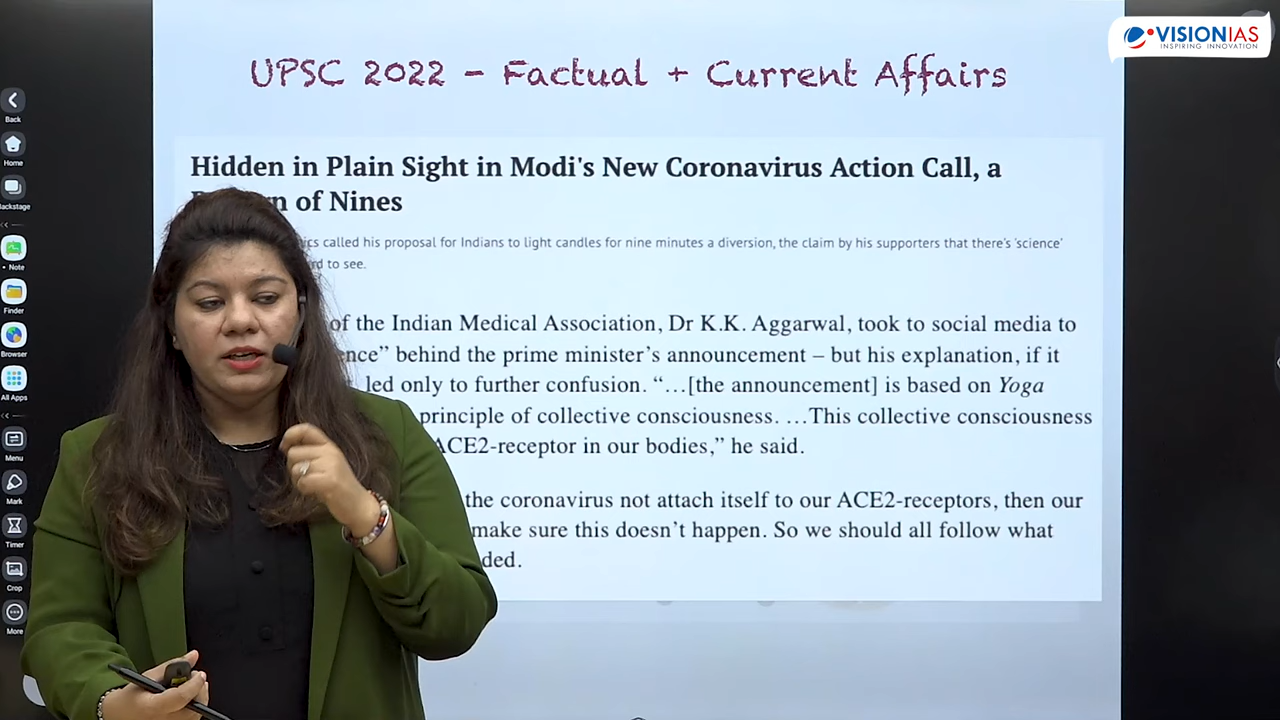 VISIONIAS
INSPIRING INNOVATION
UPSC 2022 - Factual + Current Affairs
Hidden in Plain Sight in Modi's New Coronavirus Action Call, a
of Nines
called his proposal for Indians to light candles for nine minutes a diversion, the claim by his supporters that there's 'science'
to see.
of the Indian Medical Association, Dr K.K. Aggarwal, took to social media to
behind the prime minister's announcement – but his explanation, if it
led only to further confusion. “…[the announcement] is based on Yoga
principle of collective consciousness. …This collective consciousness
ACE2-receptor in our bodies,” he said.
the coronavirus not attach itself to our ACE2-receptors, then our
make sure this doesn't happen. So we should all follow what
Back
Home
Backstage
Note
Finder
Browser
All Apps
Menu
Mark
Timer
Crop
More